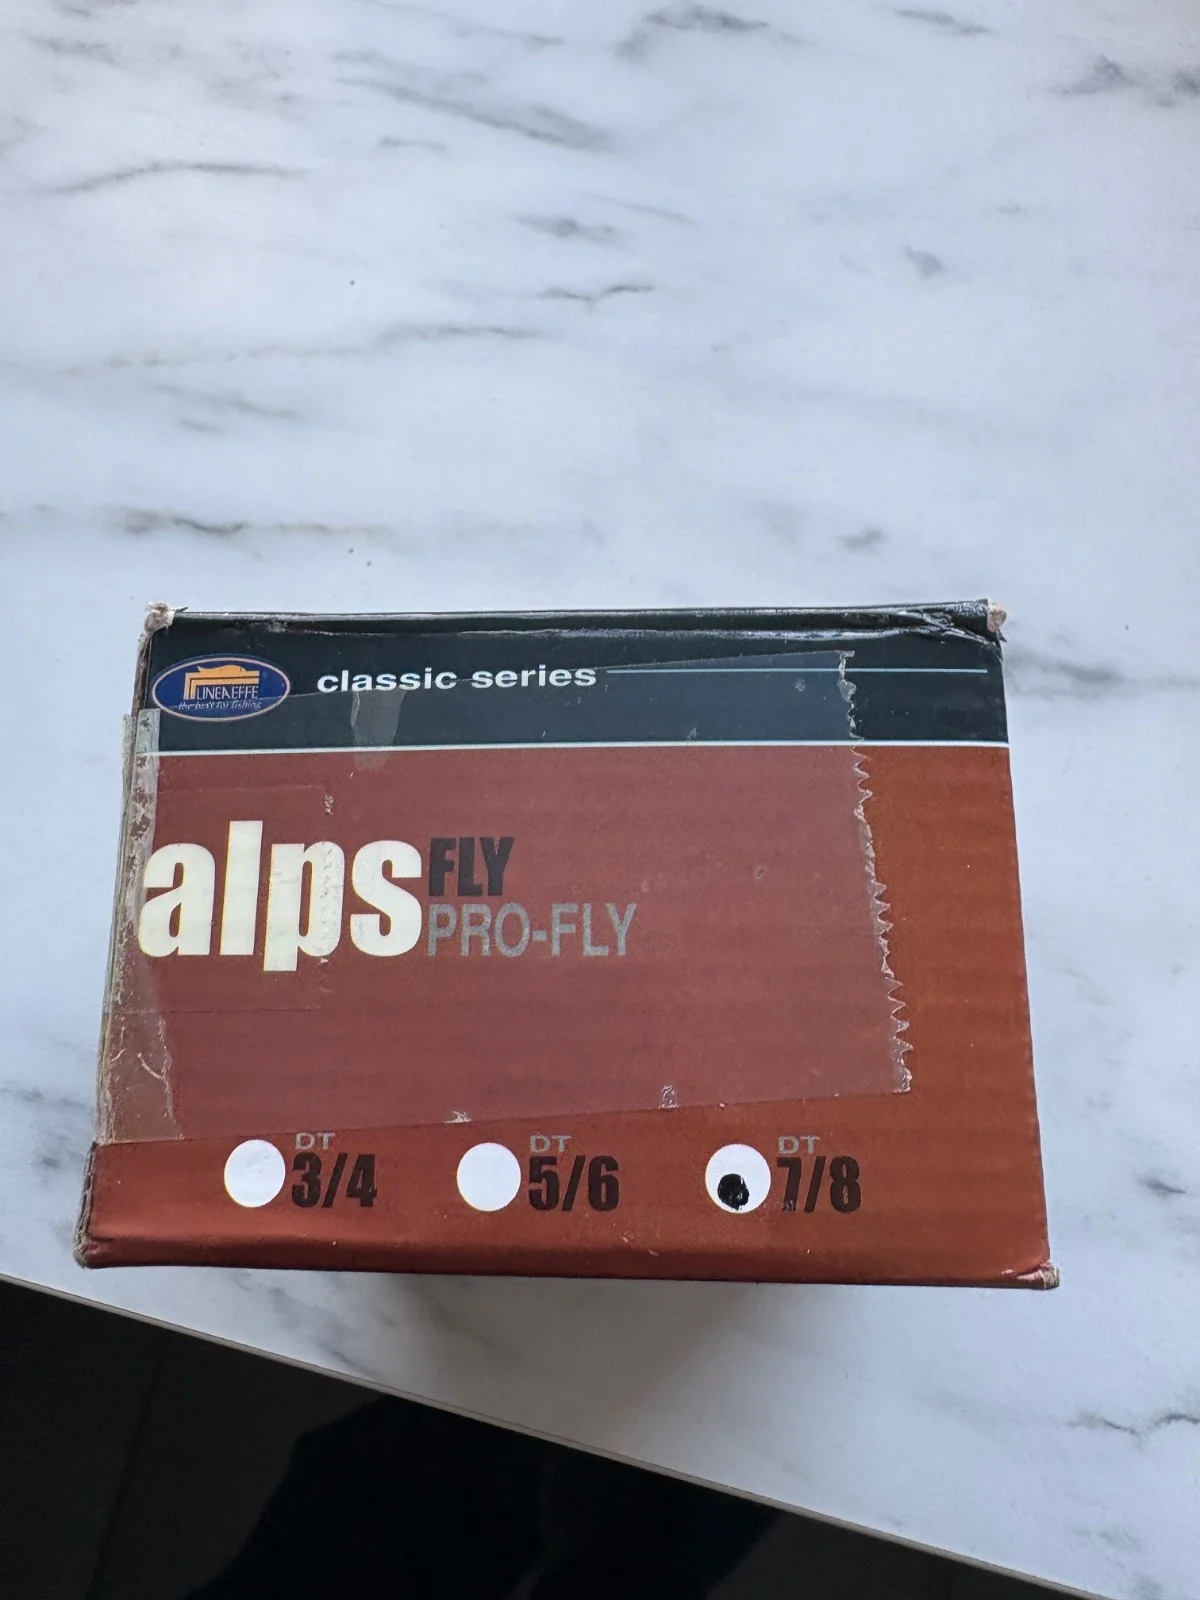 LINEAEFFE
the best for fishing
classic series
alps FLY
PRO-FLY
DT DT DT
3/4 5/6 7/8